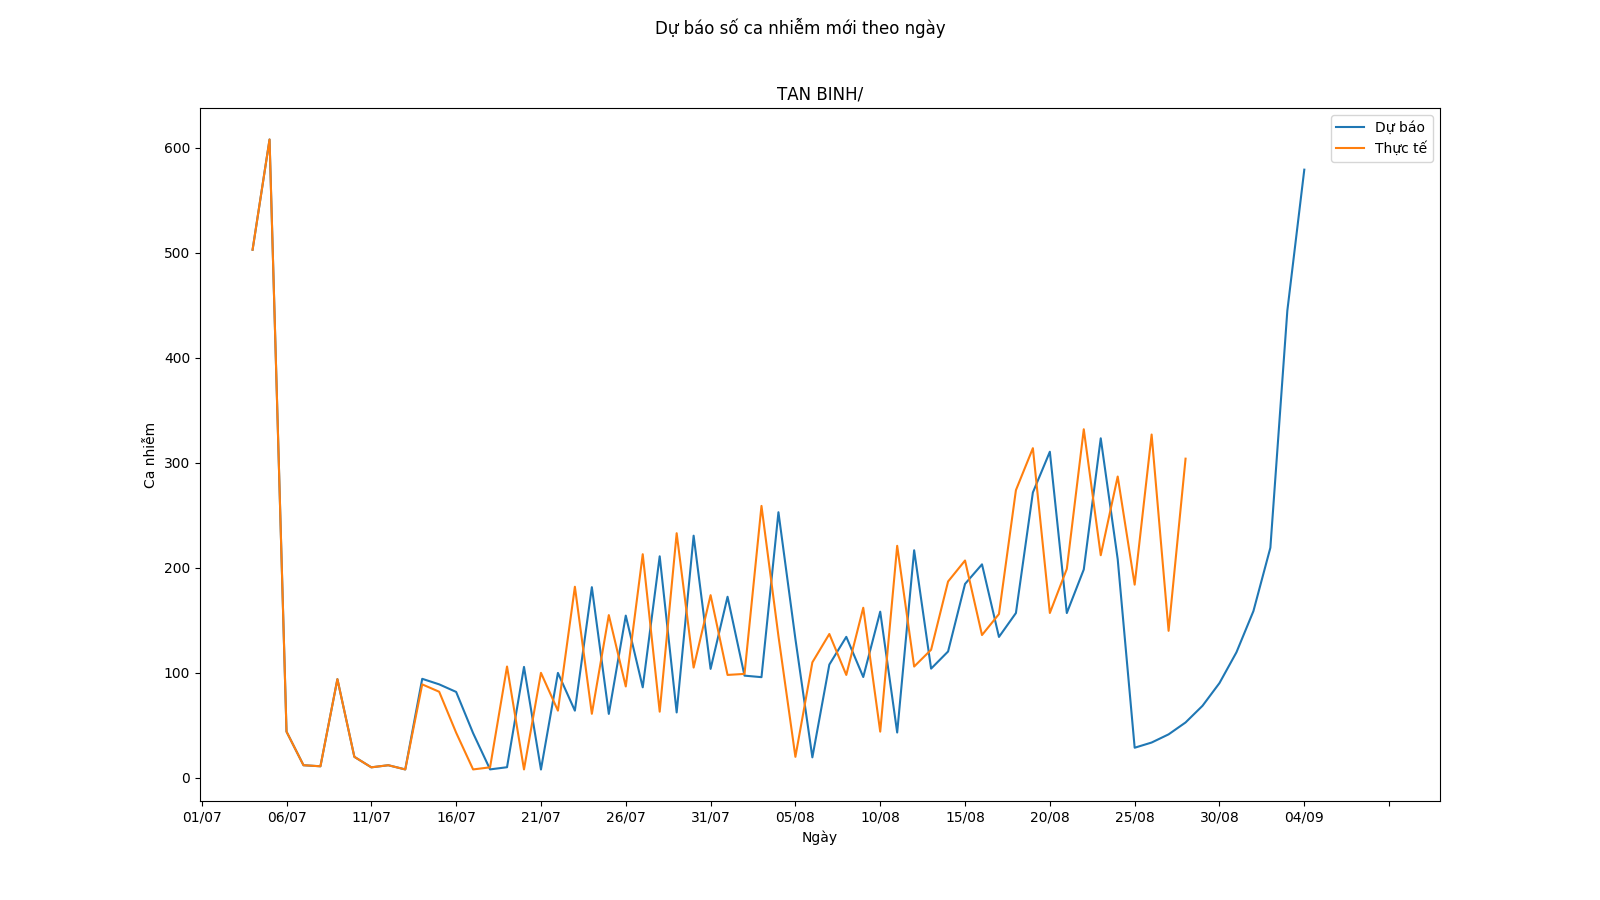 Dự báo số ca nhiễm mới theo ngày
TAN BINH/
Dự báo
Thực tế
600
500
400
300
200
100
0
Ca nhiễm
01/07 06/07 11/07 16/07 21/07 26/07 31/07 05/08 10/08 15/08 20/08 25/08 30/08 04/09
Ngày